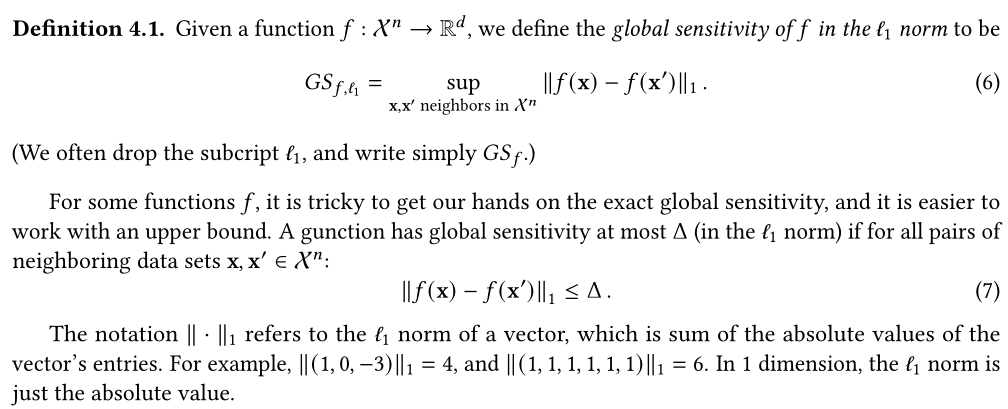 Definition 4.1. Given a function f : 𝒳ⁿ → ℝᵈ, we define the global sensitivity of f in the ℓ₁ norm to be
GS_{f,ℓ₁} = sup_{x,x′ neighbors in 𝒳ⁿ} ‖f(x) − f(x′)‖₁ . (6)
(We often drop the subcript ℓ₁, and write simply GS_f.)
For some functions f, it is tricky to get our hands on the exact global sensitivity, and it is easier to
work with an upper bound. A gunction has global sensitivity at most Δ (in the ℓ₁ norm) if for all pairs of
neighboring data sets x, x′ ∈ 𝒳ⁿ:
‖f(x) − f(x′)‖₁ ≤ Δ . (7)
The notation ‖ · ‖₁ refers to the ℓ₁ norm of a vector, which is sum of the absolute values of the
vector’s entries. For example, ‖(1, 0, −3)‖₁ = 4, and ‖(1, 1, 1, 1, 1, 1)‖₁ = 6. In 1 dimension, the ℓ₁ norm is
just the absolute value.